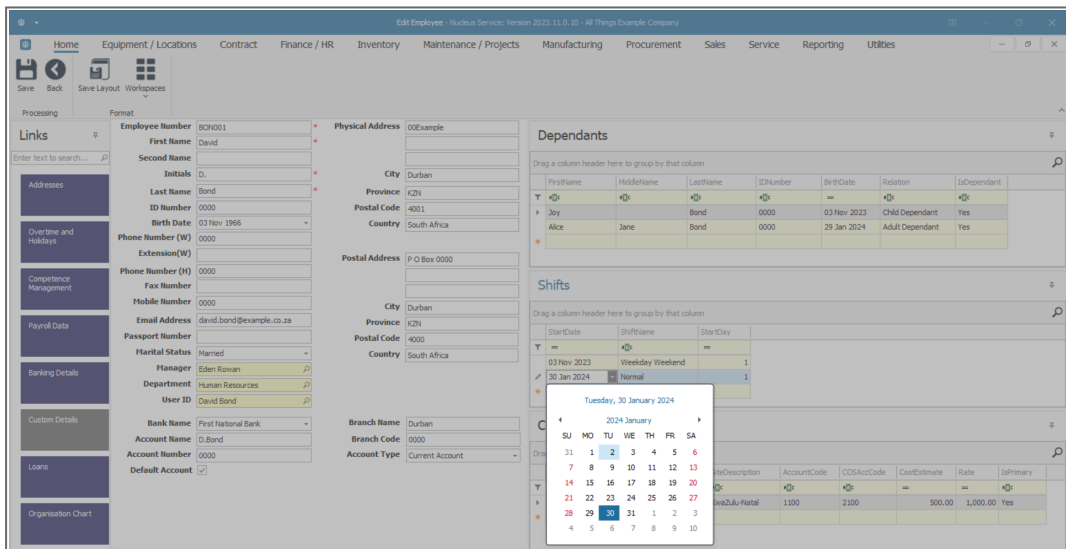 Edit Employee - Nucleus Service: Version 2023.11.0.10 - All Things Example Company
Home Equipment / Locations Contract Finance / HR Inventory Maintenance / Projects Manufacturing Procurement Sales Service Reporting Utilities
Save Back Save Layout Workspaces
Processing Format
Links
Enter text to search...
Addresses
Overtime and
Holidays
Competence
Management
Payroll Data
Banking Details
Custom Details
Loans
Organisation Chart
Employee Number BON001 *
First Name David *
Second Name
Initials D. *
Last Name Bond *
ID Number 0000
Birth Date 03 Nov 1966
Phone Number (W) 0000
Extension(W)
Phone Number (H) 0000
Fax Number
Mobile Number 0000
Email Address david.bond@example.co.za
Passport Number
Marital Status Married
Manager Eden Rowan
Department Human Resources
User ID David Bond
Bank Name First National Bank
Account Name D.Bond
Account Number 0000
Default Account
Physical Address 00Example
City Durban
Province KZN
Postal Code 4001
Country South Africa
Postal Address P O Box 0000
City Durban
Province KZN
Postal Code 4000
Country South Africa
Branch Name Durban
Branch Code 0000
Account Type Current Account
Dependants
Drag a column header here to group by that column
FirstName MiddleName LastName IDNumber BirthDate Relation IsDependant
=
Joy Bond 0000 03 Nov 2023 Child Dependant Yes
Alice Jane Bond 0000 29 Jan 2024 Adult Dependant Yes
Shifts
Drag a column header here to group by that column
StartDate ShiftName StartDay
= =
03 Nov 2023 Weekday Weekend 1
30 Jan 2024 Normal 1
Tuesday, 30 January 2024
2024 January
SU MO TU WE TH FR SA
31 1 2 3 4 5 6
7 8 9 10 11 12 13
14 15 16 17 18 19 20
21 22 23 24 25 26 27
28 29 30 31 1 2 3
4 5 6 7 8 9 10
C
Dra
iteDescription AccountCode COSAccCode CostEstimate Rate IsPrimary
= =
waZulu-Natal 1100 2100 500.00 1,000.00 Yes